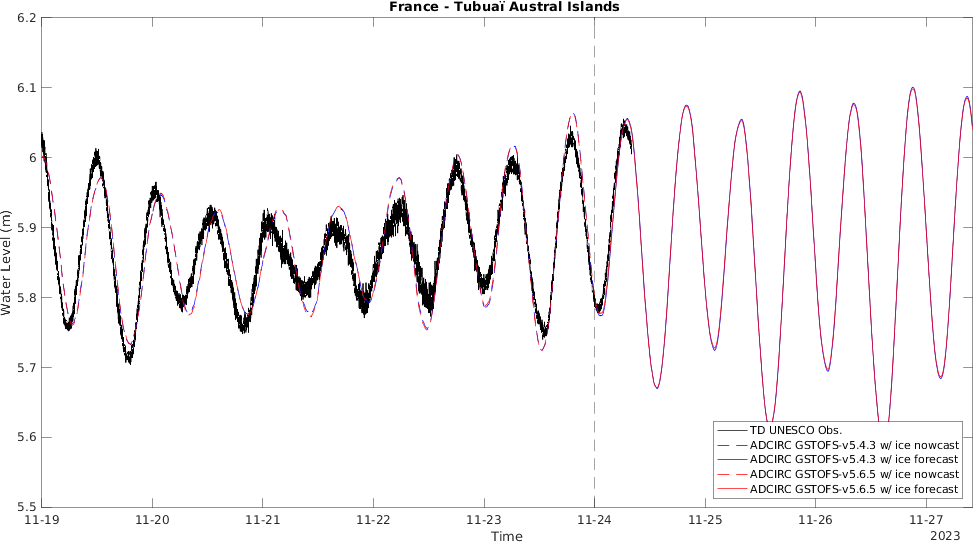 France - Tubuaï Austral Islands
6.2
6.1
6
5.9
5.8
5.7
5.6
5.5
Water Level (m)
TD UNESCO Obs.
ADCIRC GSTOFS-v5.4.3 w/ ice nowcast
ADCIRC GSTOFS-v5.4.3 w/ ice forecast
ADCIRC GSTOFS-v5.6.5 w/ ice nowcast
ADCIRC GSTOFS-v5.6.5 w/ ice forecast
11-19 11-20 11-21 11-22 11-23 11-24 11-25 11-26 11-27
Time 2023